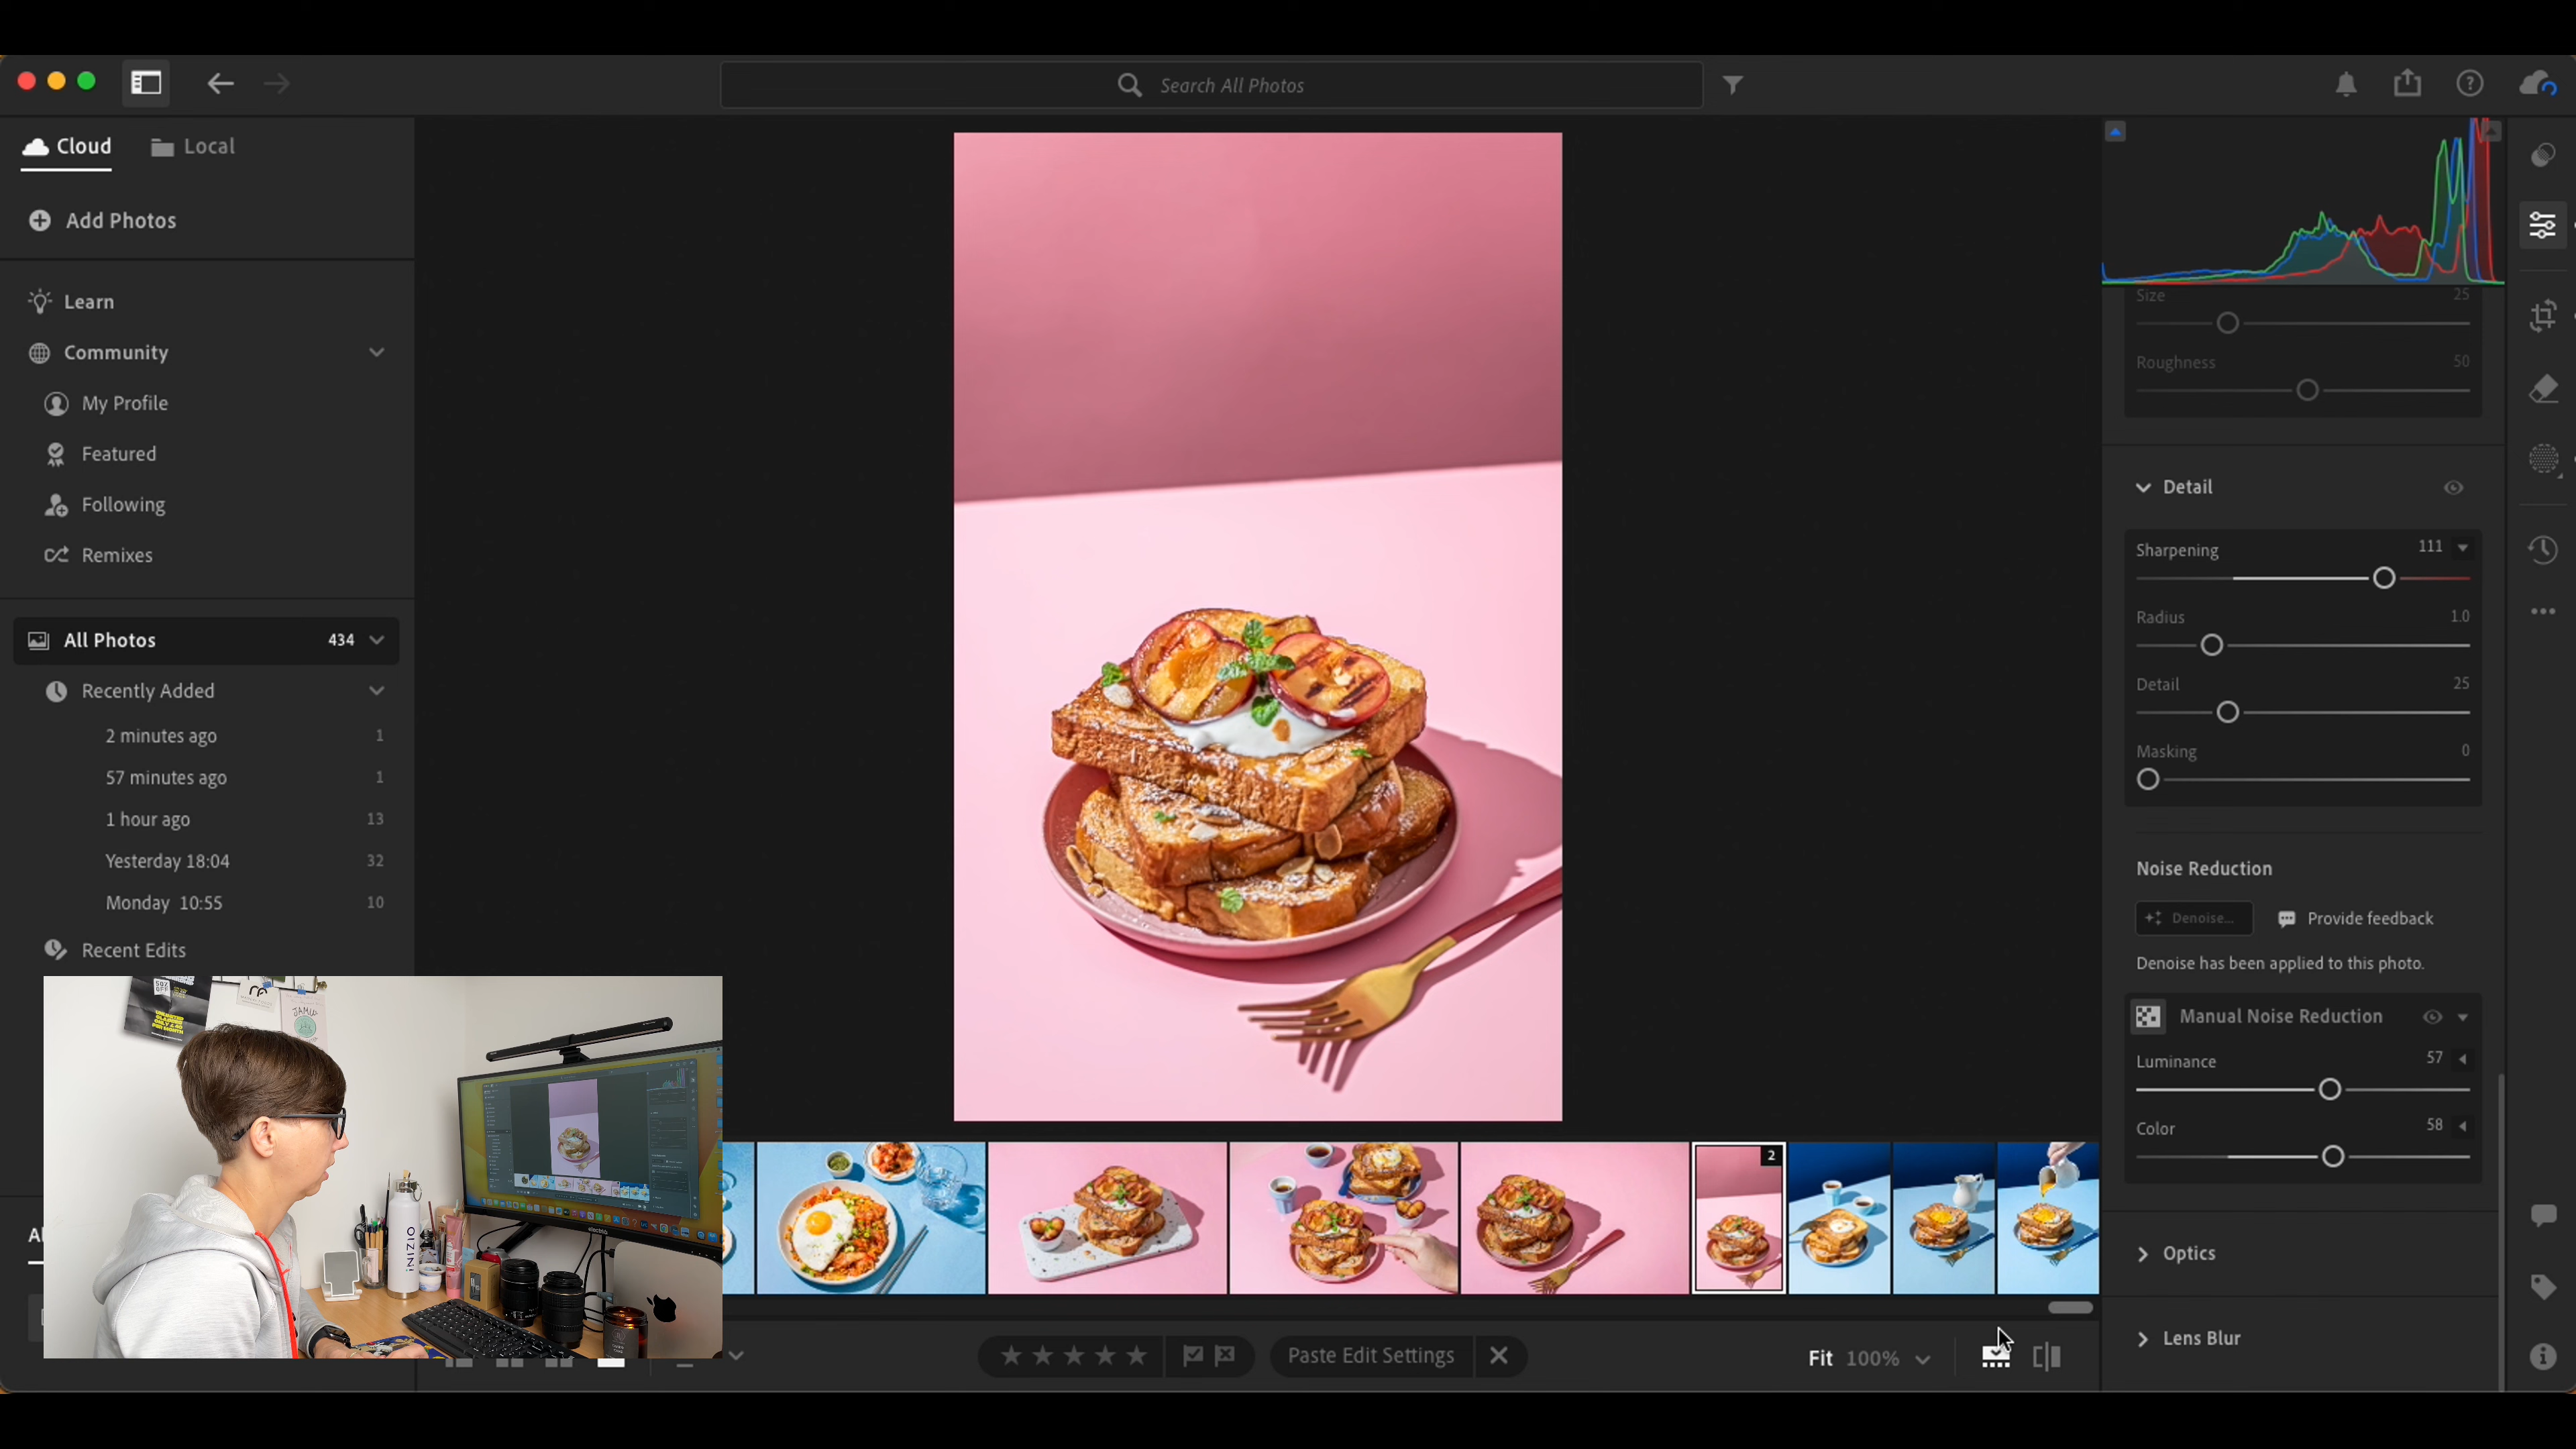 Search All Photos
Cloud
Local
Add Photos
Learn
Community
My Profile
Featured
Following
Remixes
All Photos 434
Recently Added
2 minutes ago 1
57 minutes ago 1
1 hour ago 13
Yesterday 18:04 32
Monday 10:55 10
Recent Edits
Size 25
Roughness 50
Detail
Sharpening 111
Radius 1.0
Detail 25
Masking 0
Noise Reduction
Denoise...
Provide feedback
Denoise has been applied to this photo.
Manual Noise Reduction
Luminance 57
Color 58
Optics
Lens Blur
2
Paste Edit Settings
Fit 100%
50%
OFF
JAMIE
INIZIO